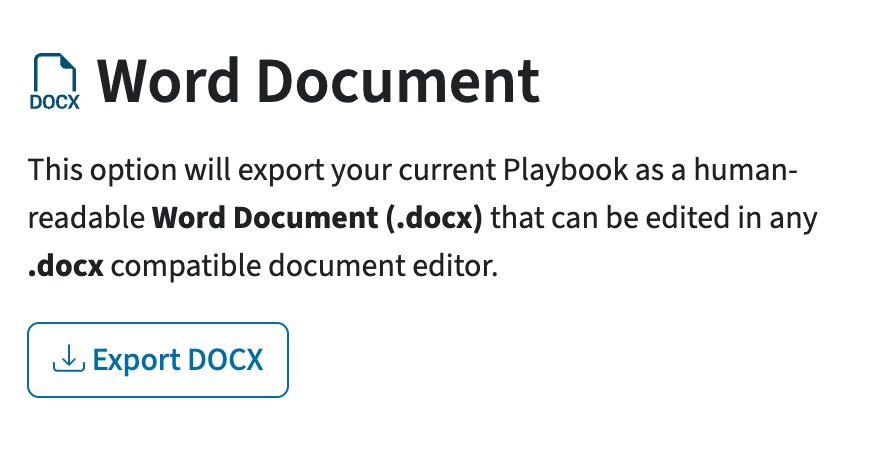 DOCX
Word Document
This option will export your current Playbook as a human-
readable Word Document (.docx) that can be edited in any
.docx compatible document editor.
Export DOCX